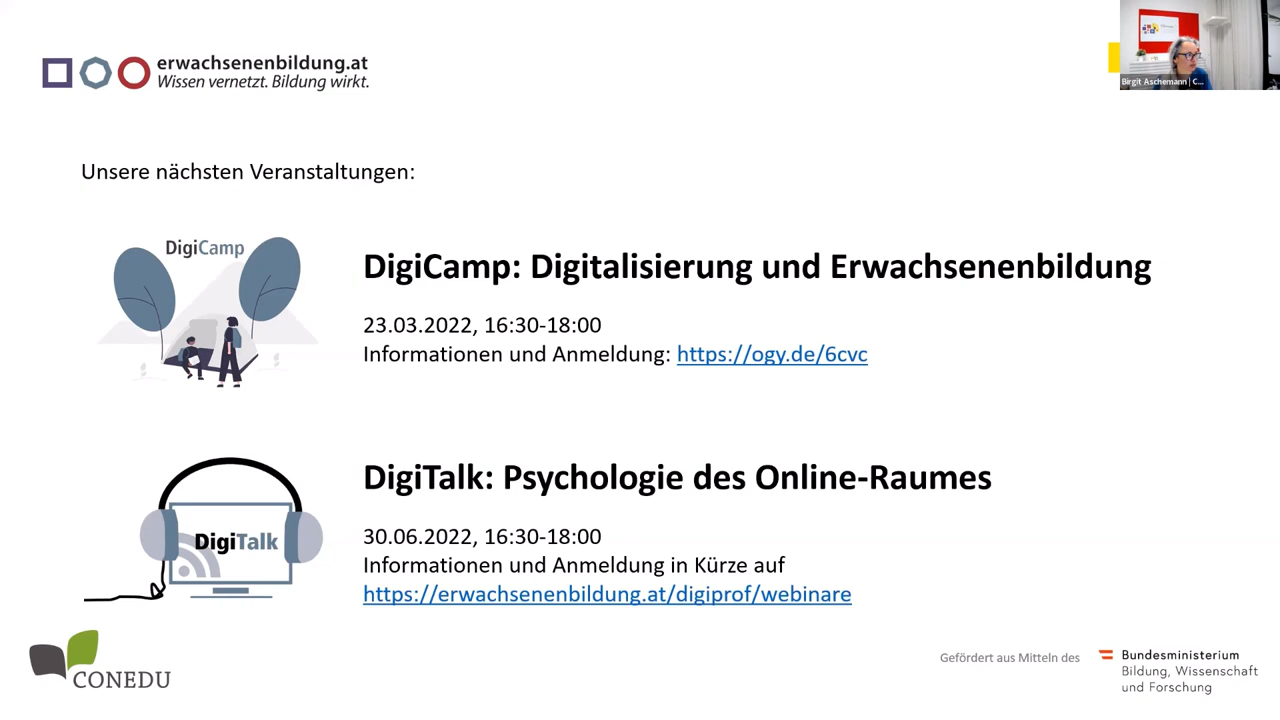 erwachsenenbildung.at
Wissen vernetzt. Bildung wirkt.
Birgit Aschemann | C...
Unsere nächsten Veranstaltungen:
DigiCamp
DigiCamp: Digitalisierung und Erwachsenenbildung
23.03.2022, 16:30-18:00
Informationen und Anmeldung: https://ogy.de/6cvc
DigiTalk
DigiTalk: Psychologie des Online-Raumes
30.06.2022, 16:30-18:00
Informationen und Anmeldung in Kürze auf
https://erwachsenenbildung.at/digiprof/webinare
CONEDU
Gefördert aus Mitteln des
Bundesministerium
Bildung, Wissenschaft
und Forschung